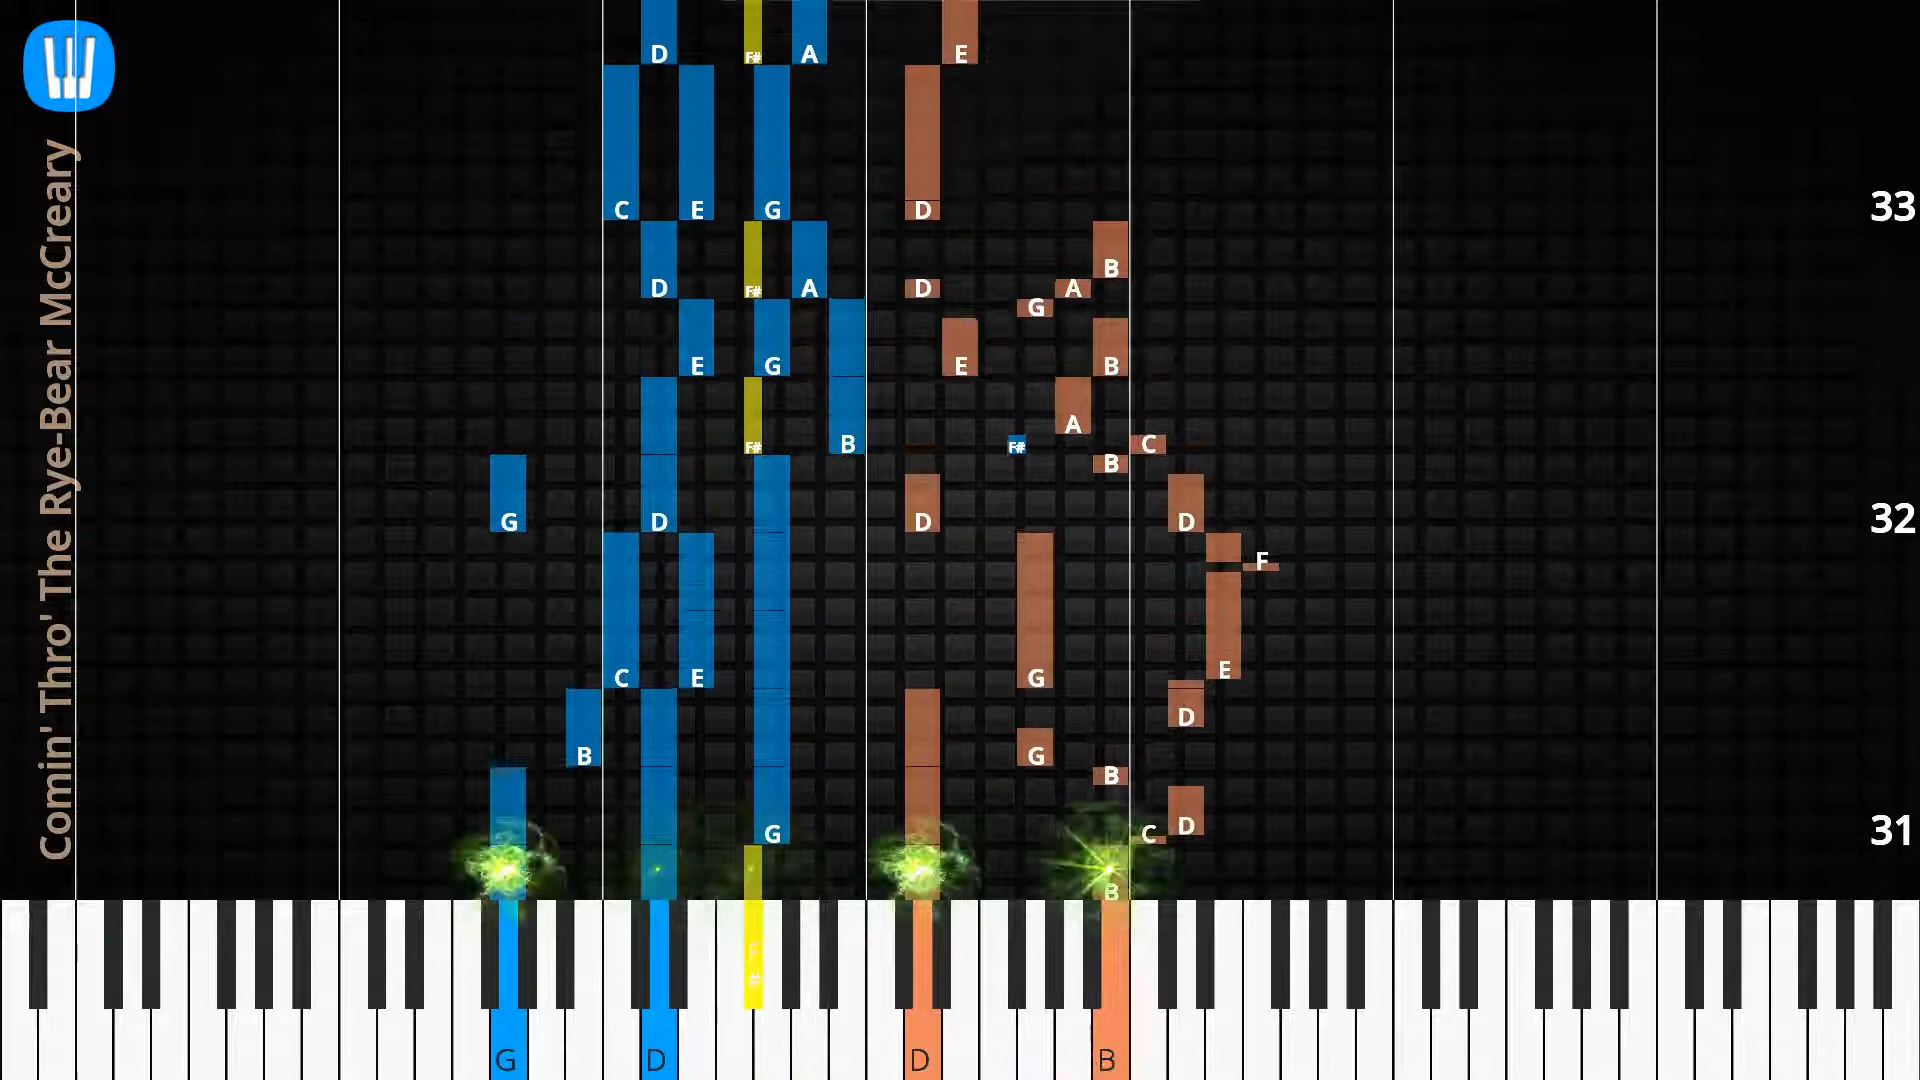 Comin' Thro' The Rye-Bear McCreary
D F# A E
C E G D
33
B
D F# A D A
G
E G E B
A
F# B F# C
B
G D D D
32
F
E
C E G
D
B G
B
D
G C
31
B
F#
G D D B